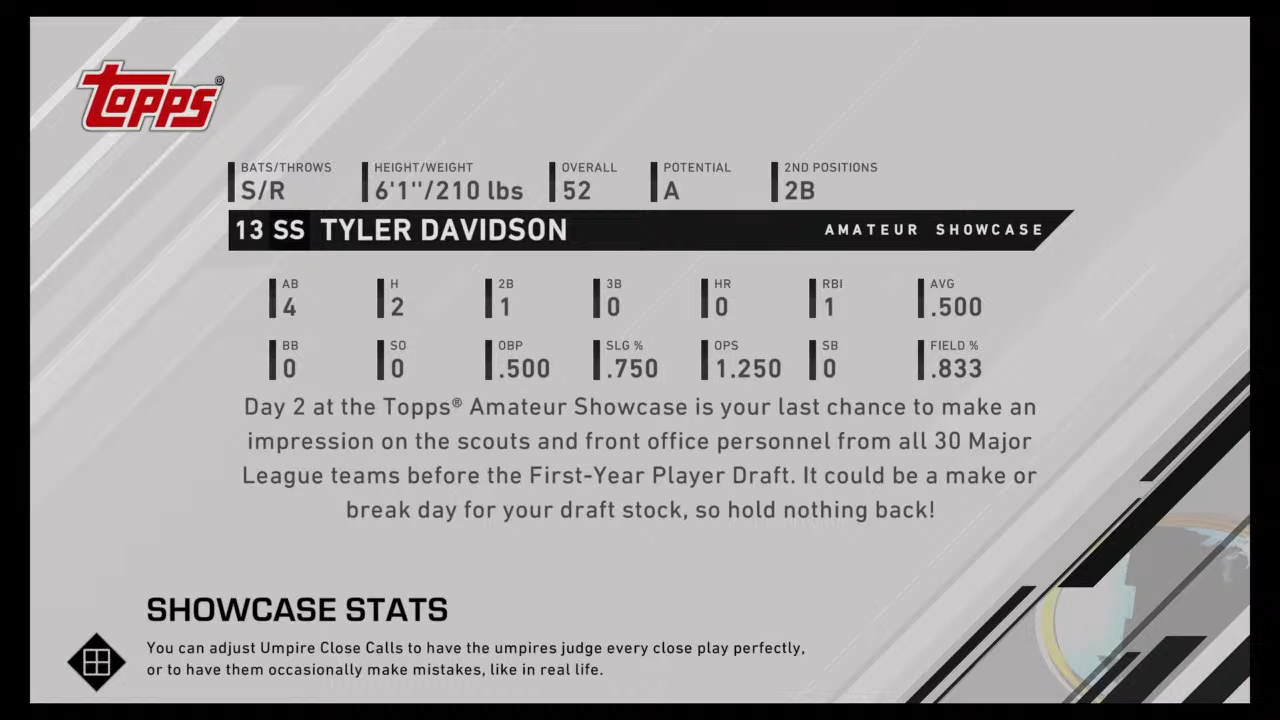 TOPPS®
BATS/THROWS HEIGHT/WEIGHT OVERALL POTENTIAL 2ND POSITIONS
S/R 6'1''/210 lbs 52 A 2B
13 SS TYLER DAVIDSON AMATEUR SHOWCASE
AB H 2B 3B HR RBI AVG
4 2 1 0 0 1 .500
BB SO OBP SLG % OPS SB FIELD %
0 0 .500 .750 1.250 0 .833
Day 2 at the Topps® Amateur Showcase is your last chance to make an
impression on the scouts and front office personnel from all 30 Major
League teams before the First-Year Player Draft. It could be a make or
break day for your draft stock, so hold nothing back!
SHOWCASE STATS
You can adjust Umpire Close Calls to have the umpires judge every close play perfectly,
or to have them occasionally make mistakes, like in real life.